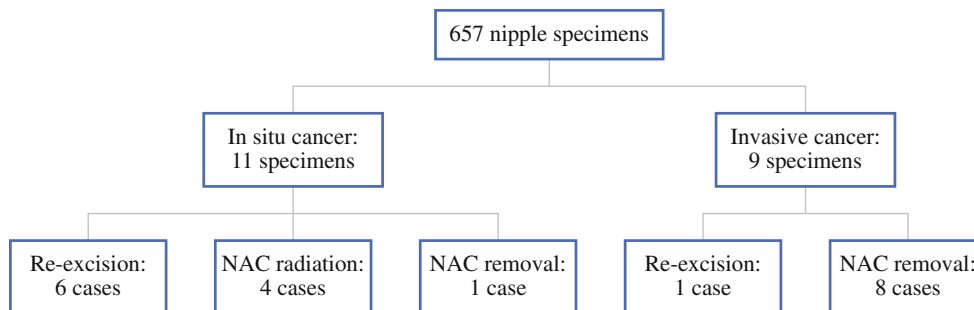 657 nipple specimens
In situ cancer:
11 specimens
Invasive cancer:
9 specimens
Re-excision:
6 cases
NAC radiation:
4 cases
NAC removal:
1 case
Re-excision:
1 case
NAC removal:
8 cases